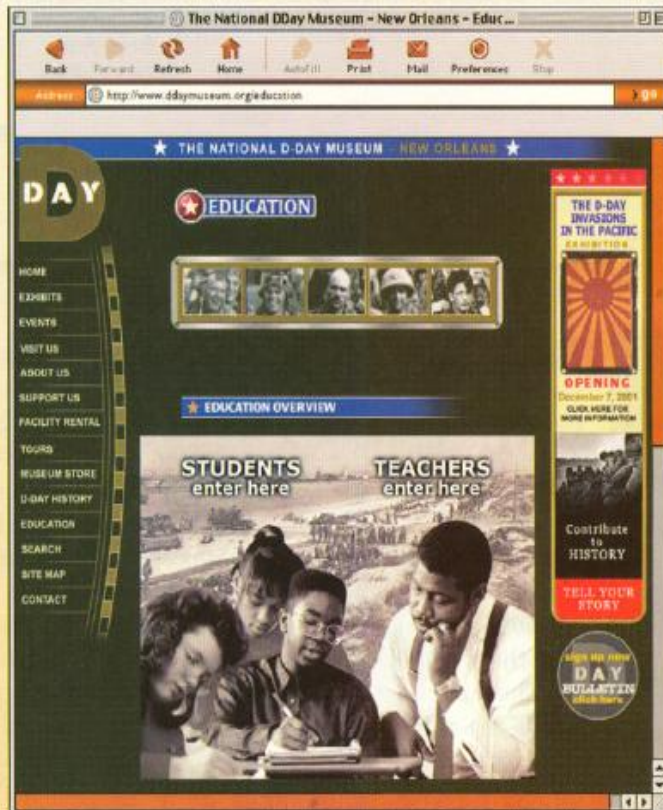 The National DDay Museum – New Orleans – Educ...
Back Forward Refresh Home AutoFill Print Mail Preferences Stop
Address http://www.ddaymuseum.org/education go
★ THE NATIONAL D-DAY MUSEUM – NEW ORLEANS ★
D DAY
EDUCATION
HOME
EXHIBITS
EVENTS
VISIT US
ABOUT US
SUPPORT US
FACILITY RENTAL
TOURS
MUSEUM STORE
D-DAY HISTORY
EDUCATION
SEARCH
SITE MAP
CONTACT
★ EDUCATION OVERVIEW
STUDENTS
enter here
TEACHERS
enter here
THE D-DAY
INVASIONS
IN THE PACIFIC
EXHIBITION
OPENING
December 7, 2001
CLICK HERE FOR
MORE INFORMATION
Contribute
to
HISTORY
TELL YOUR
STORY
sign up now
D DAY
BULLETIN
click here